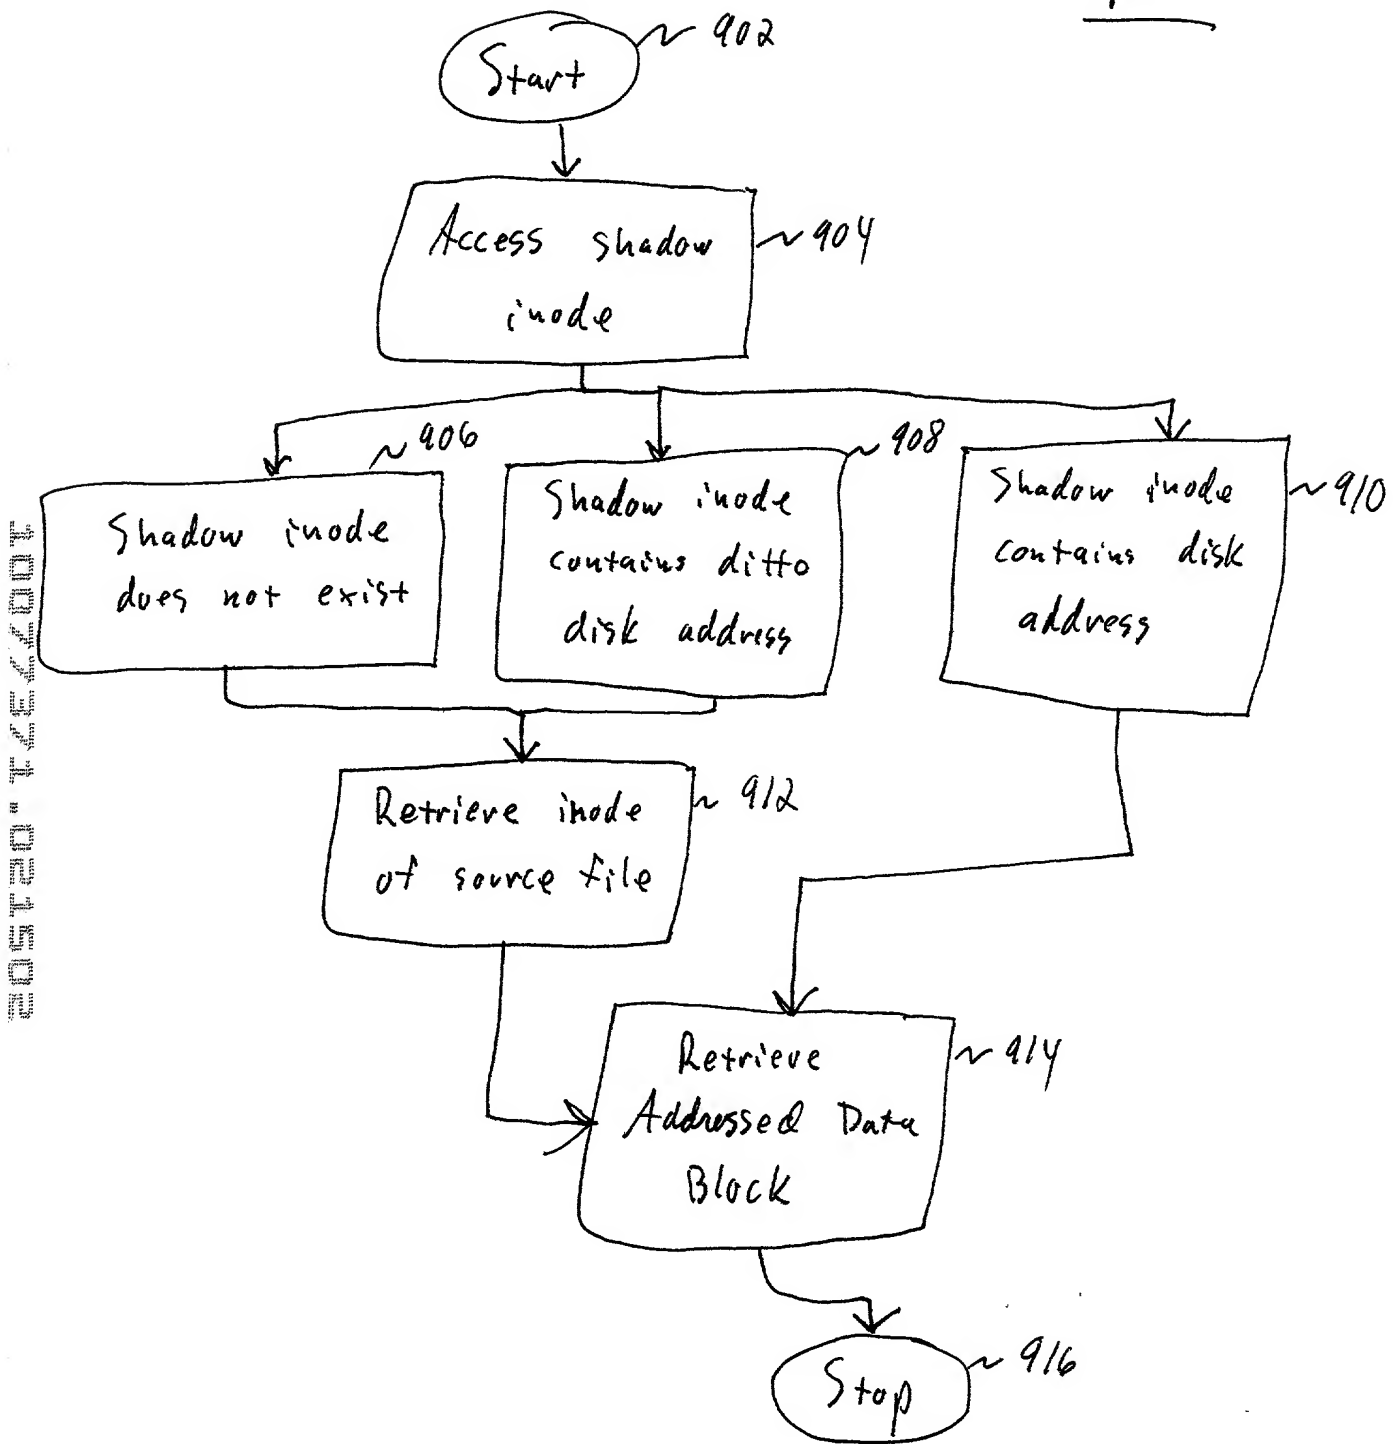 902
Start
Access shadow
inode
904
906
Shadow inode
does not exist
908
Shadow inode
contains ditto
disk address
910
Shadow inode
contains disk
address
912
Retrieve inode
of source file
914
Retrieve
Addressed Data
Block
916
Stop
10077371.021502